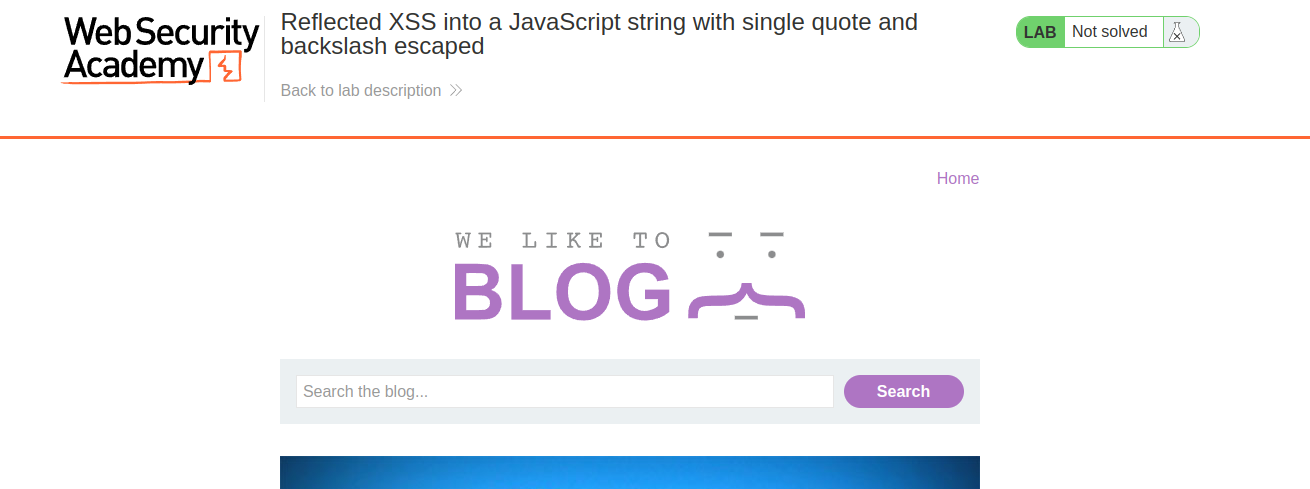 Web Security
Academy
Reflected XSS into a JavaScript string with single quote and
backslash escaped
Back to lab description
LAB Not solved
Home
WE LIKE TO
BLOG
Search the blog...
Search